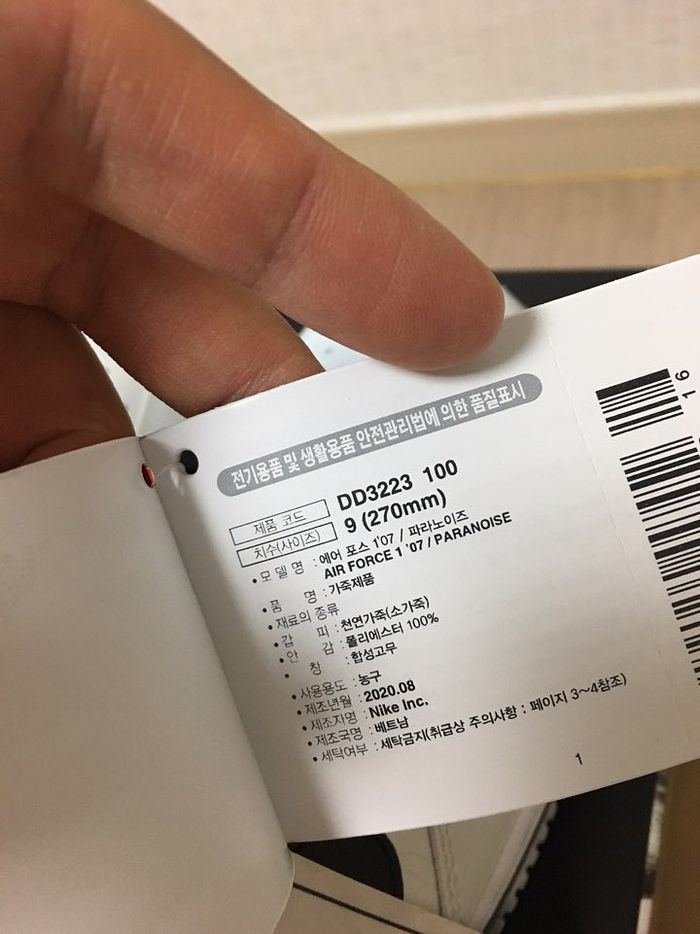 전기용품 및 생활용품 안전관리법에 의한 품질표시
제품 코드 DD3223 100
치수(사이즈) 9 (270mm)
• 모 델 명 : 에어 포스 1'07 / 파라노이즈
AIR FORCE 1 '07 / PARANOISE
• 품 명 : 가죽제품
• 재료의 종류
• 갑 피 : 천연가죽(소가죽)
• 안 감 : 폴리에스터 100%
• 창 : 합성고무
• 사용용도 : 농구
• 제조년월 : 2020.08
• 제조자명 : Nike Inc.
• 제조국명 : 베트남
• 세탁여부 : 세탁금지(취급상 주의사항 : 페이지 3~4참조)
1
16